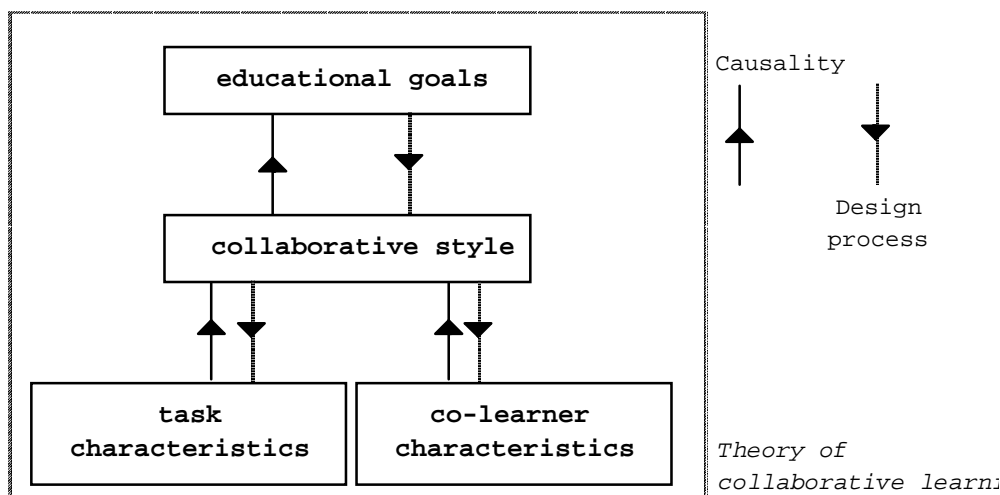 educational goals
Causality
collaborative style
Design
process
task
characteristics
co-learner
characteristics
Theory of
collaborative learni